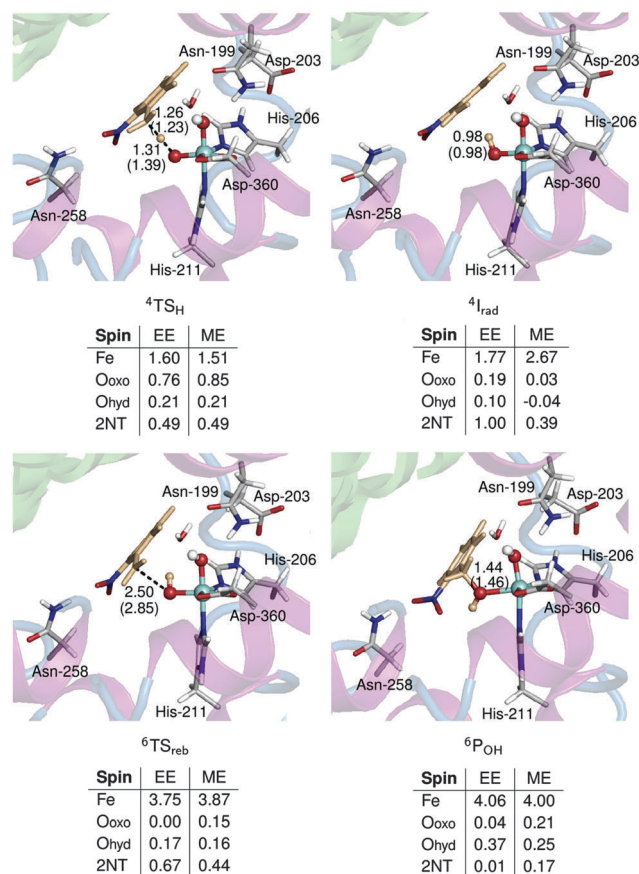 Asn-199
Asp-203
His-206
1.26
(1.23)
1.31
(1.39)
Asp-360
Asn-258
His-211
Asn-199
Asp-203
His-206
0.98
(0.98)
Asp-360
Asn-258
His-211
⁴TS_H
Spin EE ME
Fe 1.60 1.51
Ooxo 0.76 0.85
Ohyd 0.21 0.21
2NT 0.49 0.49
⁴I_rad
Spin EE ME
Fe 1.77 2.67
Ooxo 0.19 0.03
Ohyd 0.10 -0.04
2NT 1.00 0.39
Asn-199
Asp-203
His-206
2.50
(2.85)
Asp-360
Asn-258
His-211
Asn-199
Asp-203
His-206
1.44
(1.46)
Asp-360
Asn-258
His-211
⁶TS_reb
Spin EE ME
Fe 3.75 3.87
Ooxo 0.00 0.15
Ohyd 0.17 0.16
2NT 0.67 0.44
⁶P_OH
Spin EE ME
Fe 4.06 4.00
Ooxo 0.04 0.21
Ohyd 0.37 0.25
2NT 0.01 0.17